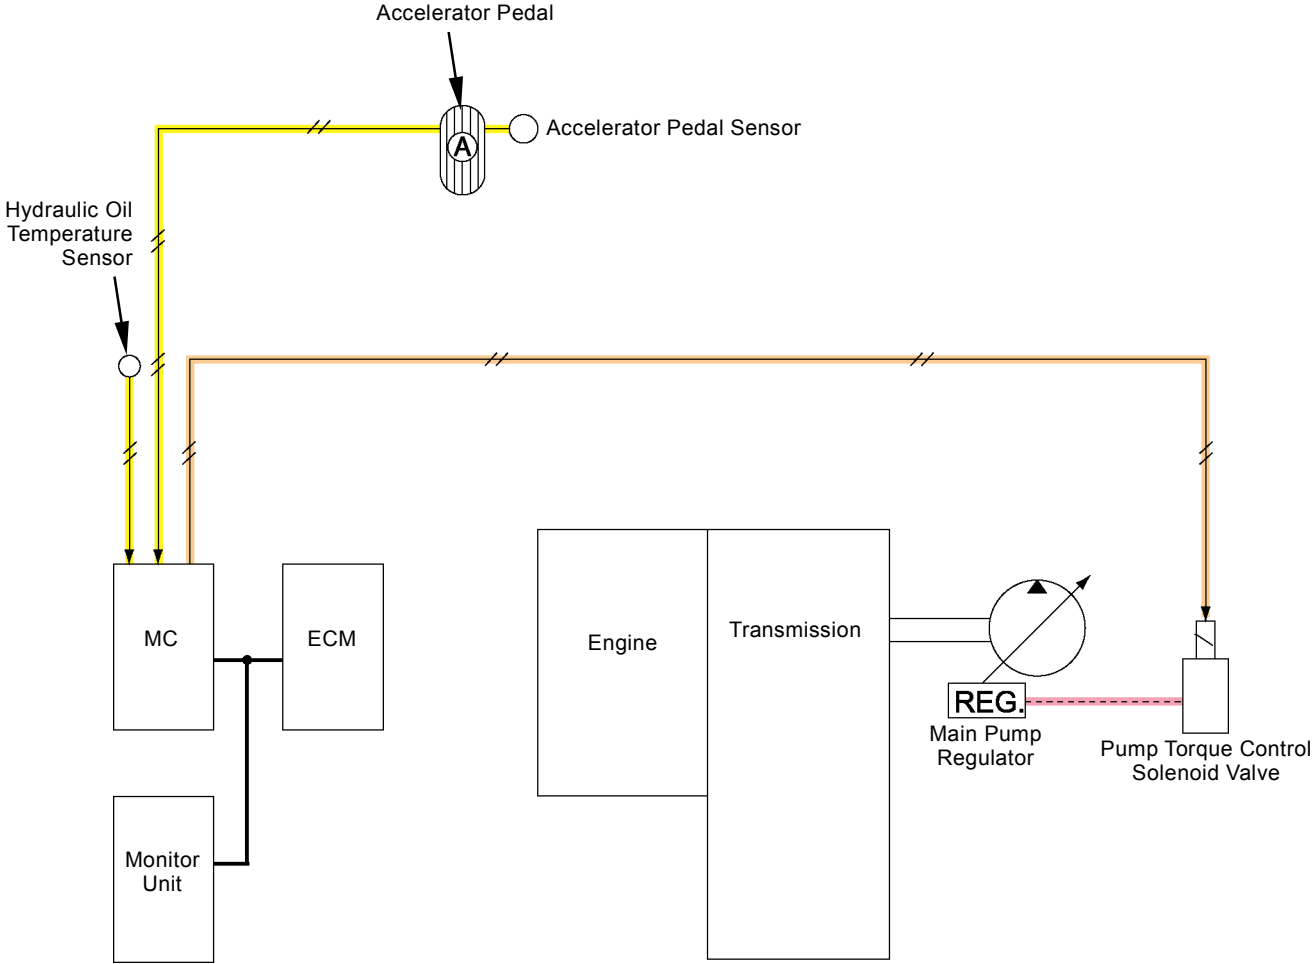 Accelerator Pedal
Accelerator Pedal Sensor
A
Hydraulic Oil
Temperature
Sensor
MC
ECM
Engine
Transmission
REG.
Main Pump
Regulator
Pump Torque Control
Solenoid Valve
Monitor
Unit